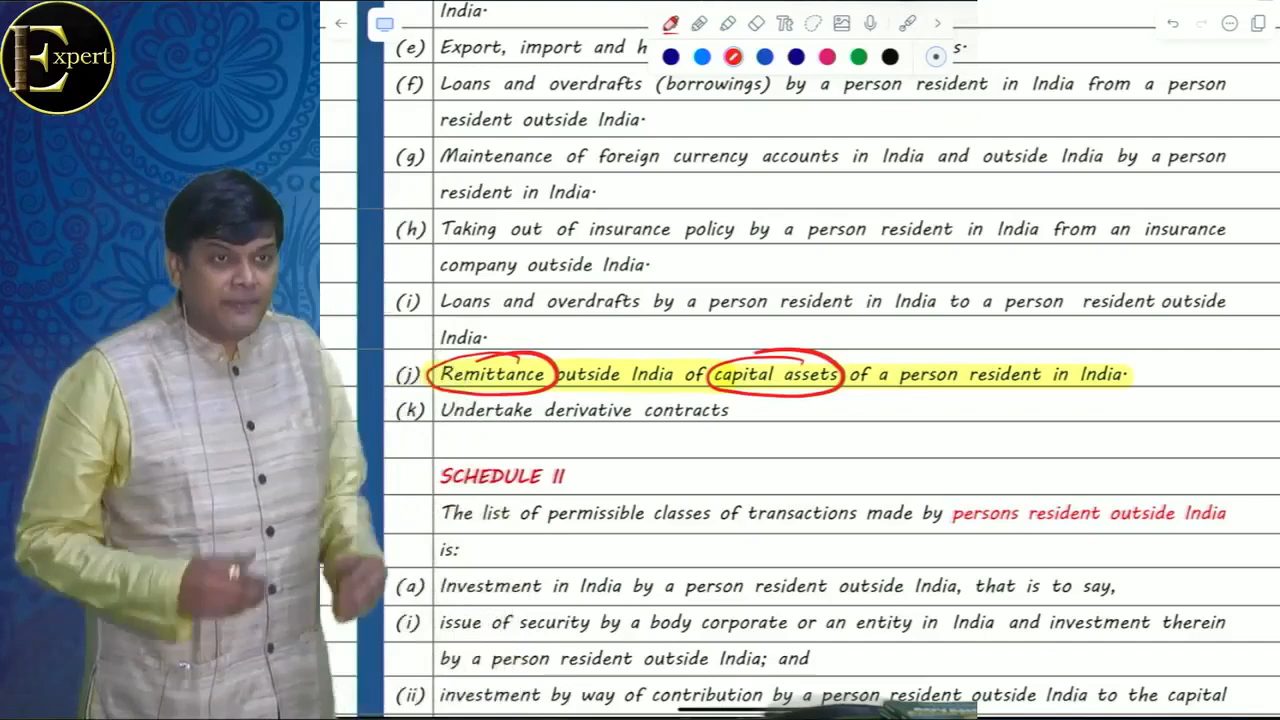 Expert
India.
(e) Export, import and h s.
(f) Loans and overdrafts (borrowings) by a person resident in India from a person
resident outside India.
(g) Maintenance of foreign currency accounts in India and outside India by a person
resident in India.
(h) Taking out of insurance policy by a person resident in India from an insurance
company outside India.
(i) Loans and overdrafts by a person resident in India to a person resident outside
India.
(j) Remittance outside India of capital assets of a person resident in India.
(k) Undertake derivative contracts
SCHEDULE II
The list of permissible classes of transactions made by persons resident outside India
is:
(a) Investment in India by a person resident outside India, that is to say,
(i) issue of security by a body corporate or an entity in India and investment therein
by a person resident outside India; and
(ii) investment by way of contribution by a person resident outside India to the capital